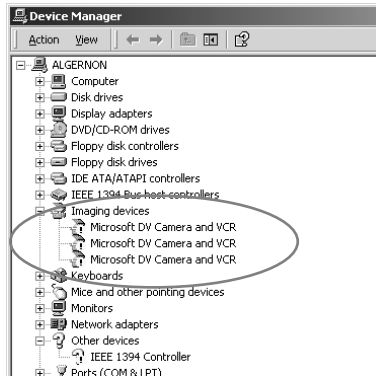 Device Manager
Action View
ALGERNON
Computer
Disk drives
Display adapters
DVD/CD-ROM drives
Floppy disk controllers
Floppy disk drives
IDE ATA/ATAPI controllers
IEEE 1394 Bus host controllers
Imaging devices
Microsoft DV Camera and VCR
Microsoft DV Camera and VCR
Microsoft DV Camera and VCR
Keyboards
Mice and other pointing devices
Monitors
Network adapters
Other devices
IEEE 1394 Controller
Ports (COM & LPT)